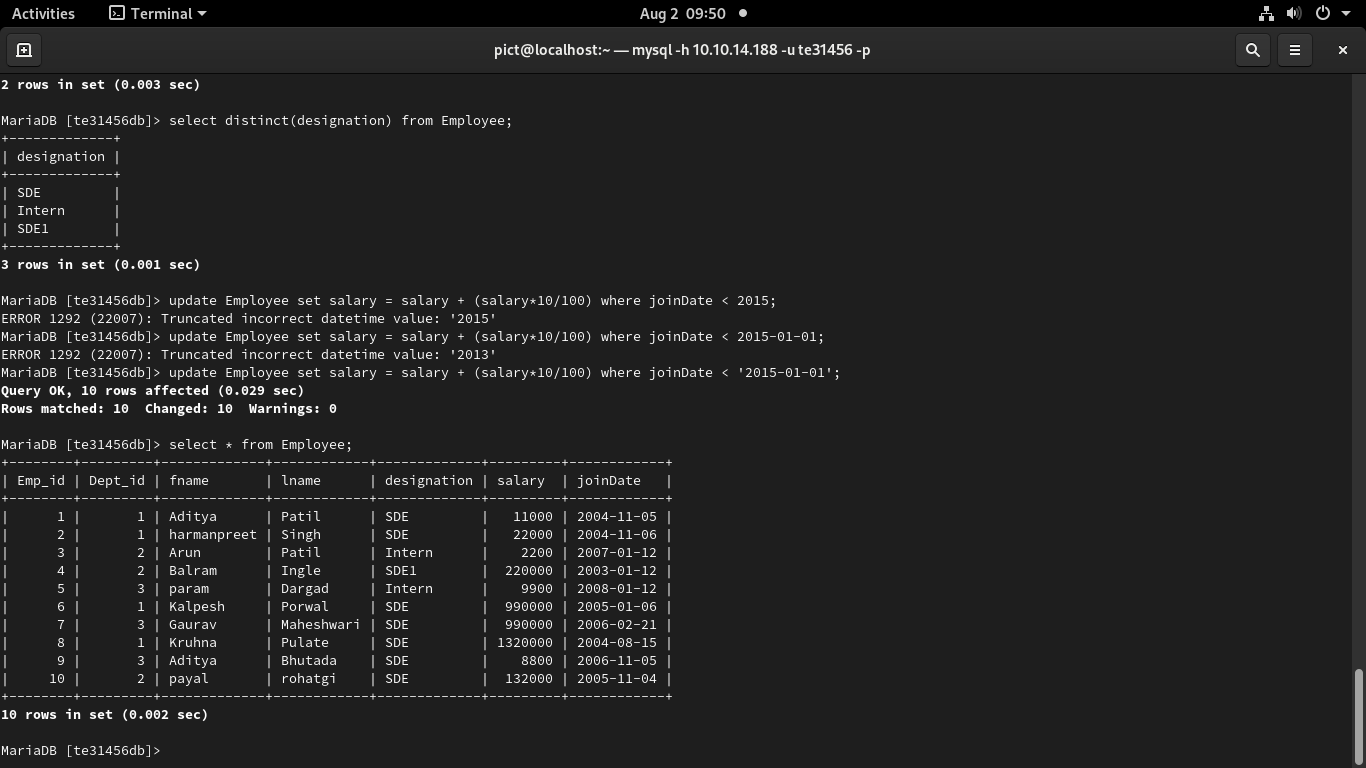 Activities Terminal Aug 2 09:50
pict@localhost:~ — mysql -h 10.10.14.188 -u te31456 -p
2 rows in set (0.003 sec)

MariaDB [te31456db]> select distinct(designation) from Employee;
+-------------+
| designation |
+-------------+
| SDE         |
| Intern      |
| SDE1        |
+-------------+
3 rows in set (0.001 sec)

MariaDB [te31456db]> update Employee set salary = salary + (salary*10/100) where joinDate < 2015;
ERROR 1292 (22007): Truncated incorrect datetime value: '2015'
MariaDB [te31456db]> update Employee set salary = salary + (salary*10/100) where joinDate < 2015-01-01;
ERROR 1292 (22007): Truncated incorrect datetime value: '2013'
MariaDB [te31456db]> update Employee set salary = salary + (salary*10/100) where joinDate < '2015-01-01';
Query OK, 10 rows affected (0.029 sec)
Rows matched: 10  Changed: 10  Warnings: 0

MariaDB [te31456db]> select * from Employee;
+--------+---------+-------------+------------+-------------+---------+------------+
| Emp_id | Dept_id | fname       | lname      | designation | salary  | joinDate   |
+--------+---------+-------------+------------+-------------+---------+------------+
|      1 |       1 | Aditya      | Patil      | SDE         |   11000 | 2004-11-05 |
|      2 |       1 | harmanpreet | Singh      | SDE         |   22000 | 2004-11-06 |
|      3 |       2 | Arun        | Patil      | Intern      |    2200 | 2007-01-12 |
|      4 |       2 | Balram      | Ingle      | SDE1        |  220000 | 2003-01-12 |
|      5 |       3 | param       | Dargad     | Intern      |    9900 | 2008-01-12 |
|      6 |       1 | Kalpesh     | Porwal     | SDE         |  990000 | 2005-01-06 |
|      7 |       3 | Gaurav      | Maheshwari | SDE         |  990000 | 2006-02-21 |
|      8 |       1 | Kruhna      | Pulate     | SDE         | 1320000 | 2004-08-15 |
|      9 |       3 | Aditya      | Bhutada    | SDE         |    8800 | 2006-11-05 |
|     10 |       2 | payal       | rohatgi    | SDE         |  132000 | 2005-11-04 |
+--------+---------+-------------+------------+-------------+---------+------------+
10 rows in set (0.002 sec)

MariaDB [te31456db]>